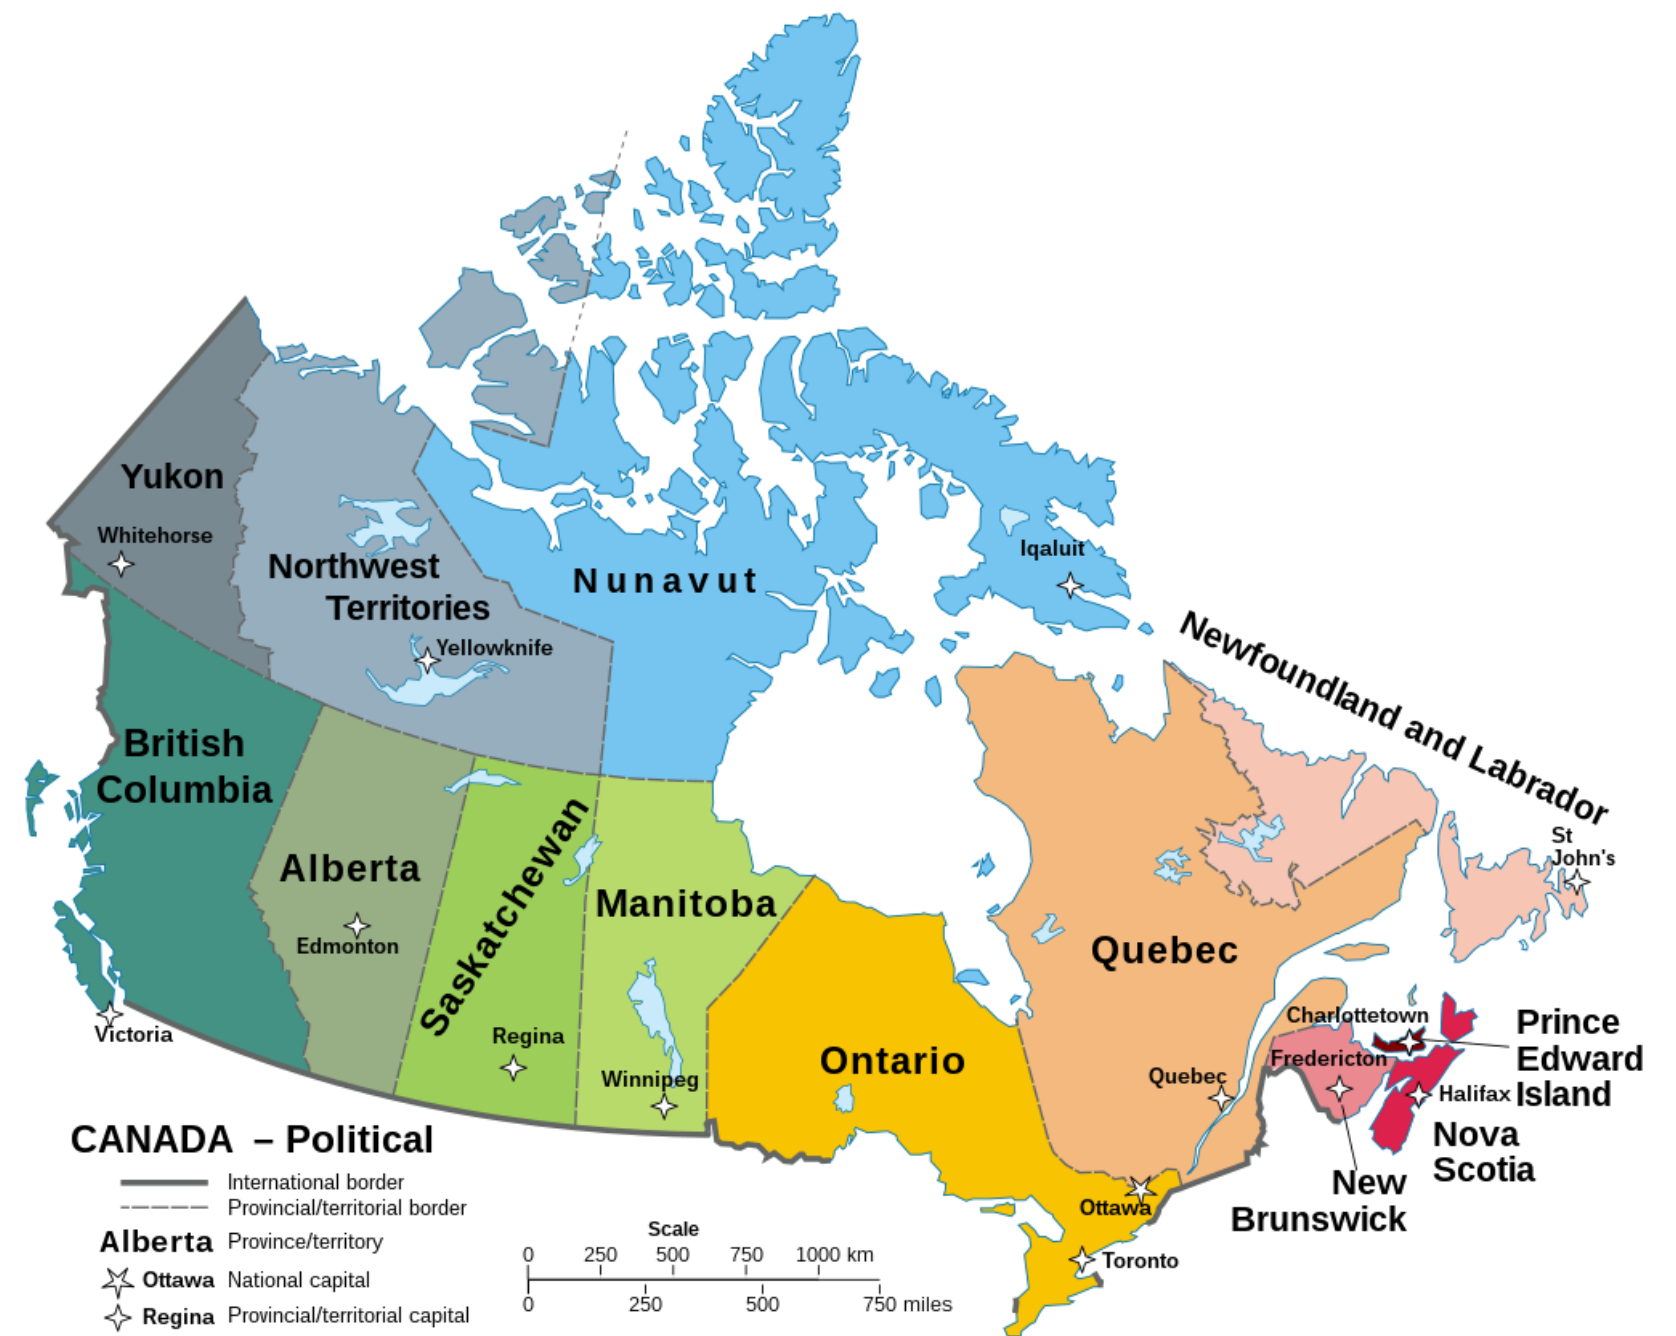 Yukon
Whitehorse
Northwest
Territories
Yellowknife
Nunavut
Iqaluit
Newfoundland and Labrador
St
John's
British
Columbia
Victoria
Alberta
Edmonton
Saskatchewan
Regina
Manitoba
Winnipeg
Ontario
Ottawa
Toronto
Quebec
Quebec
Charlottetown
Prince
Edward
Island
Fredericton
New
Brunswick
Halifax
Nova
Scotia
CANADA – Political
International border
Provincial/territorial border
Alberta Province/territory
Ottawa National capital
Regina Provincial/territorial capital
Scale
0 250 500 750 1000 km
0 250 500 750 miles